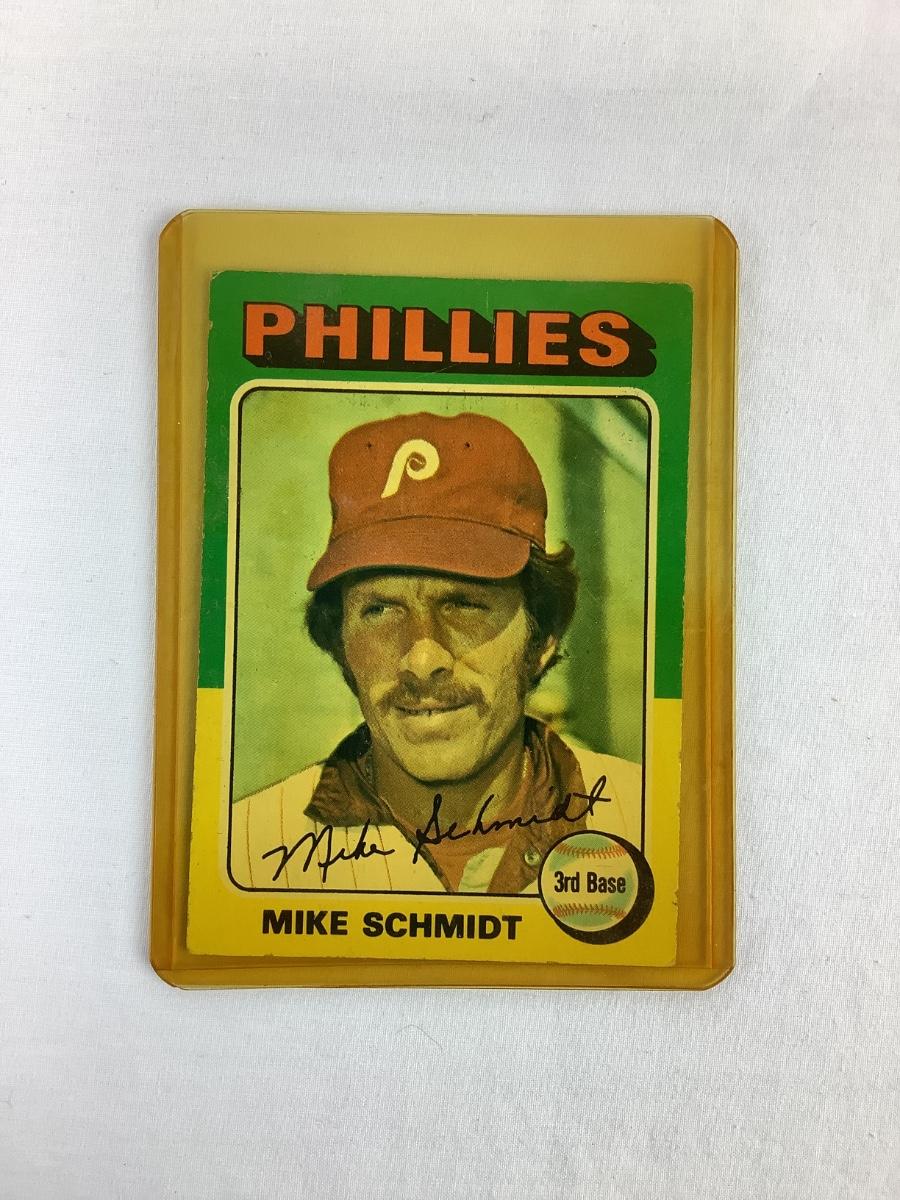 PHILLIES
P
Mike Schmidt
3rd Base
MIKE SCHMIDT